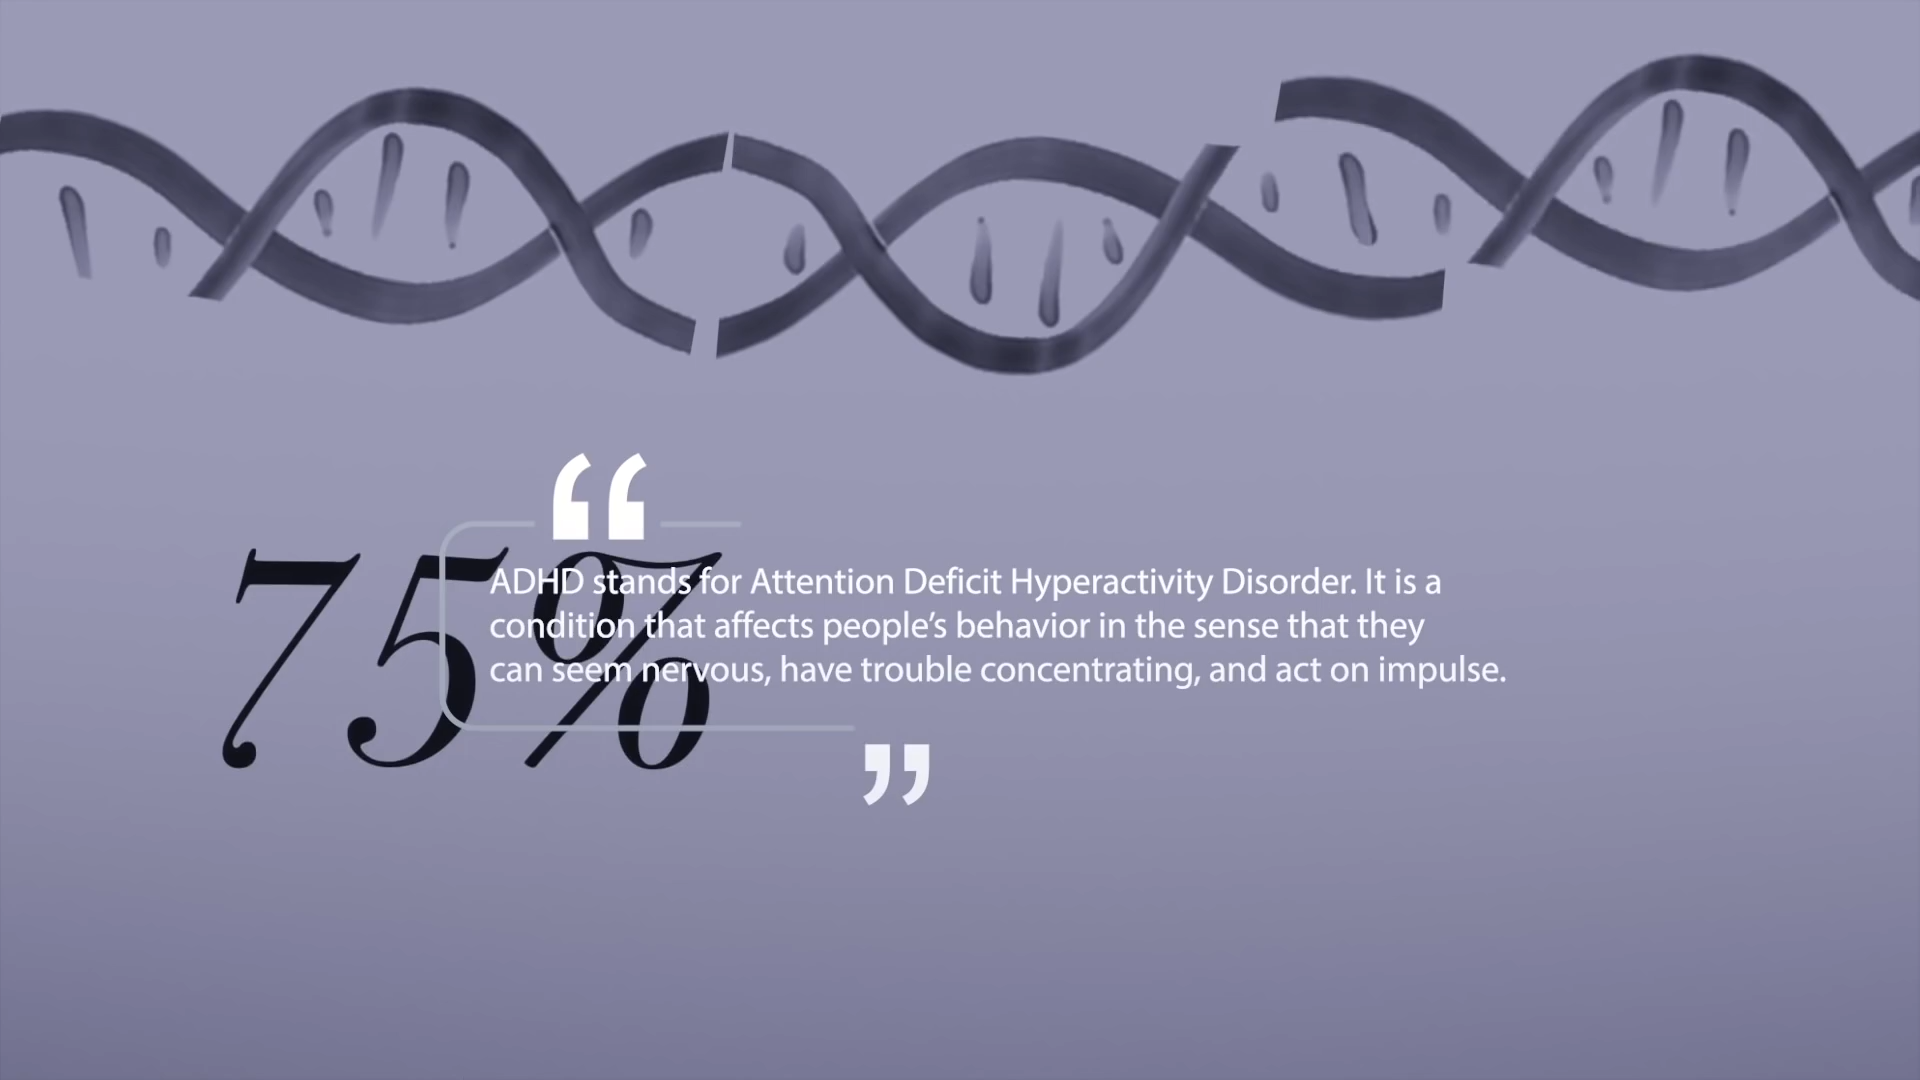 75%
“
ADHD stands for Attention Deficit Hyperactivity Disorder. It is a
condition that affects people’s behavior in the sense that they
can seem nervous, have trouble concentrating, and act on impulse.
”